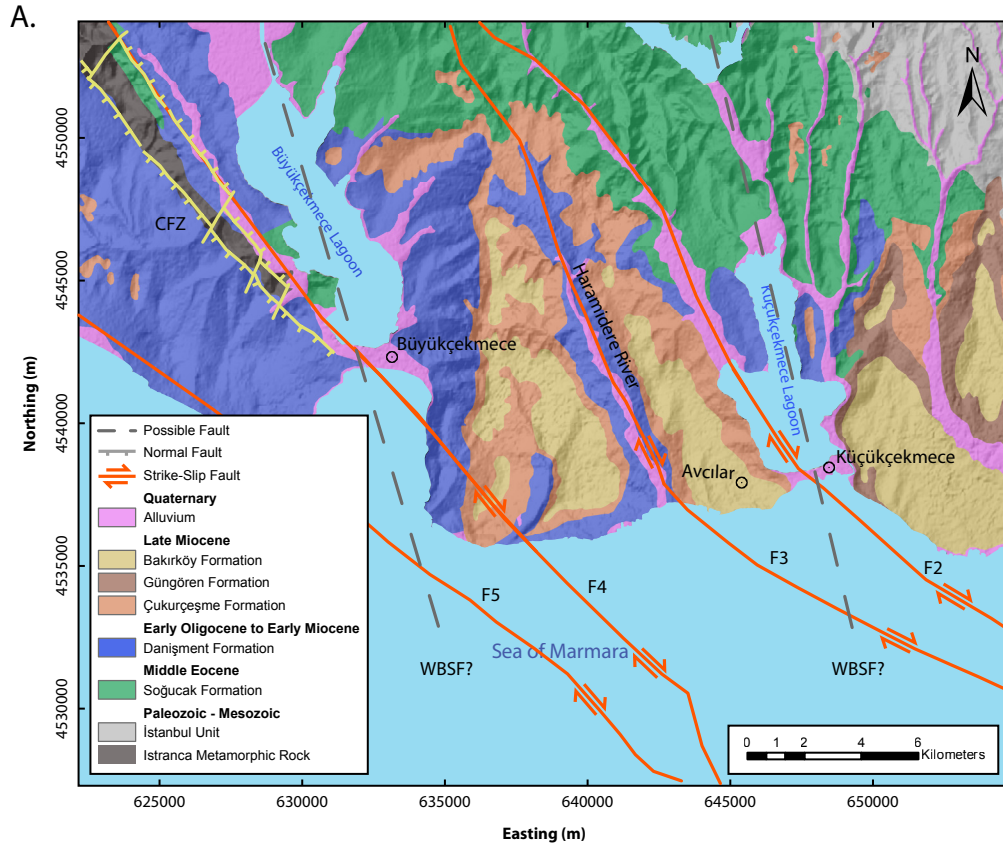 A.
N
Büyükçekmece Lagoon
CFZ
Haramidere River
Küçükçekmece Lagoon
Büyükçekmece
Avcılar
Küçükçekmece
F5
F4
F3
F2
Sea of Marmara
WBSF?
WBSF?
Possible Fault
Normal Fault
Strike-Slip Fault
Quaternary
Alluvium
Late Miocene
Bakırköy Formation
Güngören Formation
Çukurçeşme Formation
Early Oligocene to Early Miocene
Danişment Formation
Middle Eocene
Soğucak Formation
Paleozoic - Mesozoic
İstanbul Unit
Istranca Metamorphic Rock
0 1 2 4 6
Kilometers
4550000
4545000
4540000
4535000
4530000
Northing (m)
625000 630000 635000 640000 645000 650000
Easting (m)